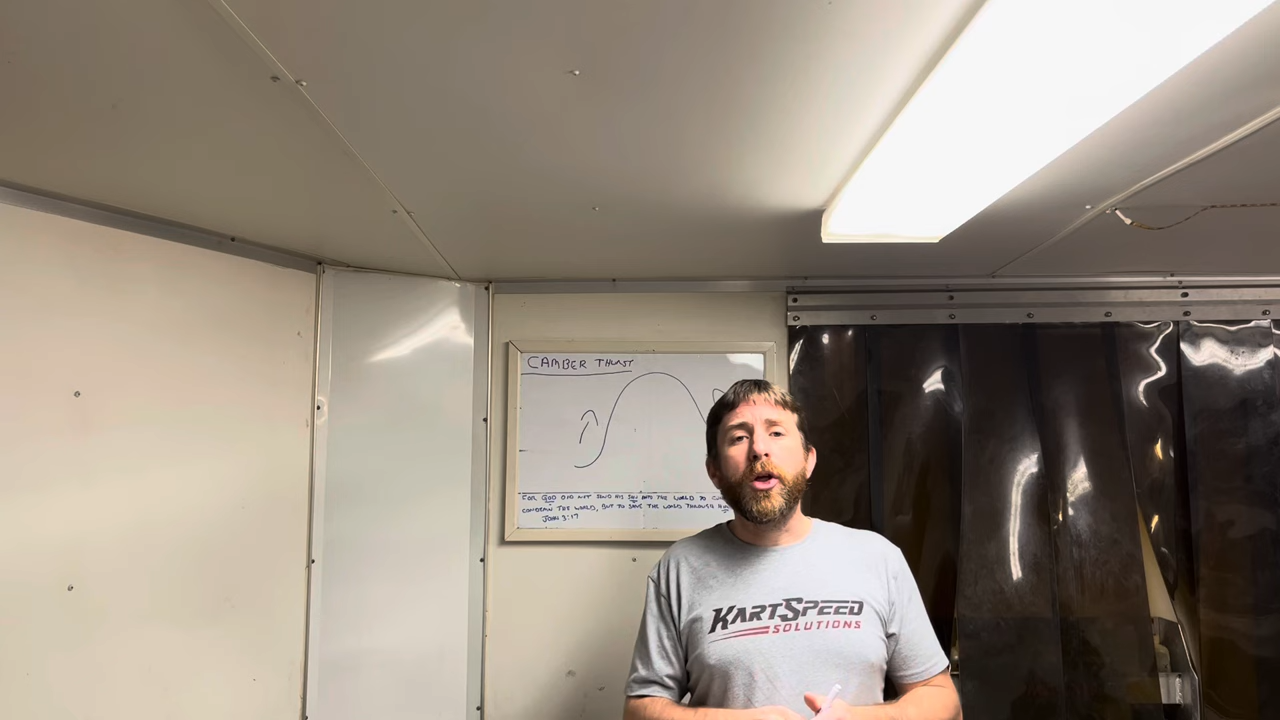 CAMBER THUST
FOR GOD DID NOT SEND HIS SON INTO THE WORLD TO
CONDEMN THE WORLD, BUT TO SAVE THE WORLD THROUGH
JOHN 3:17
KARTSPEED
SOLUTIONS